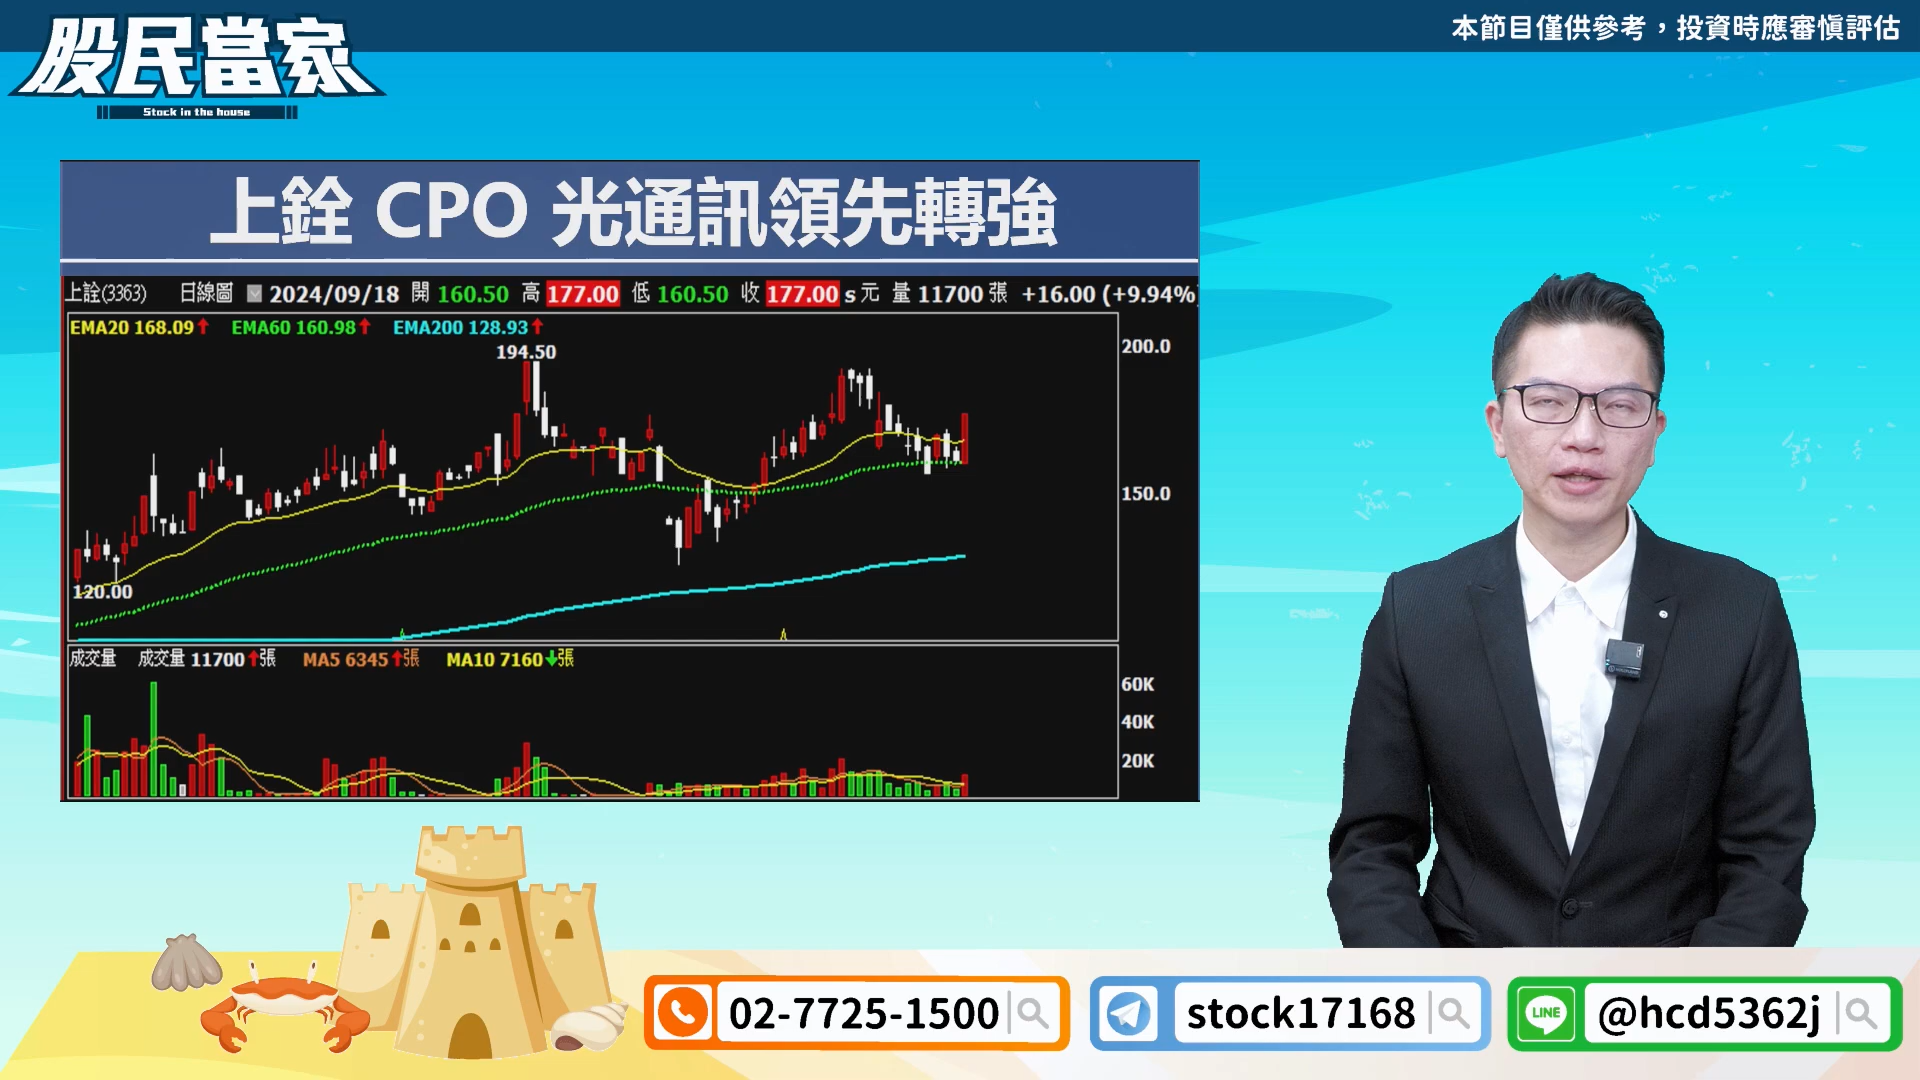 股民當家
Stock in the house
本節目僅供參考，投資時應審慎評估
上銓 CPO 光通訊領先轉強
上詮(3363) 日線圖 2024/09/18 開 160.50 高 177.00 低 160.50 收 177.00 s元 量 11700 張 +16.00 (+9.94%
EMA20 168.09↑ EMA60 160.98↑ EMA200 128.93↑
194.50
200.0
150.0
120.00
成交量 成交量 11700↑張 MA5 6345↑張 MA10 7160↓張
60K
40K
20K
02-7725-1500
stock17168
LINE
@hcd5362j